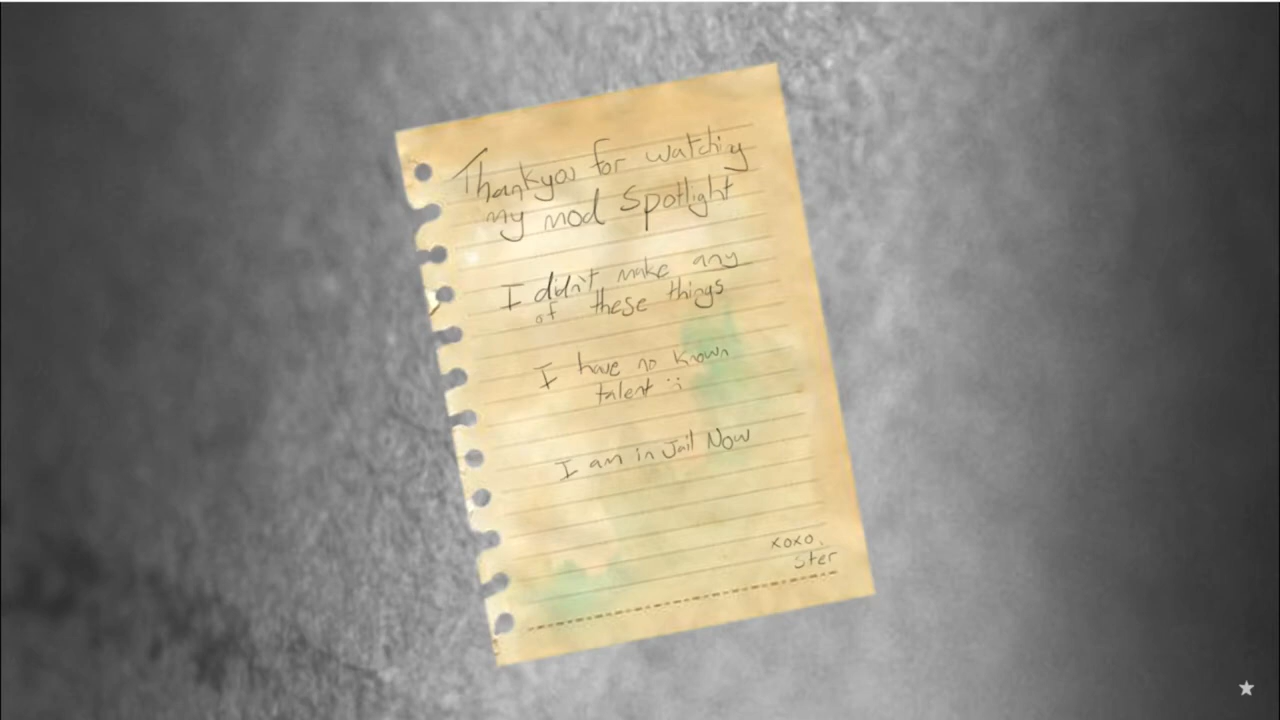 Thankyou for watching
my mod Spotlight
I didn't make any
of these things
I have no known
talent :;
I am in Jail Now
xoxo.
Ster